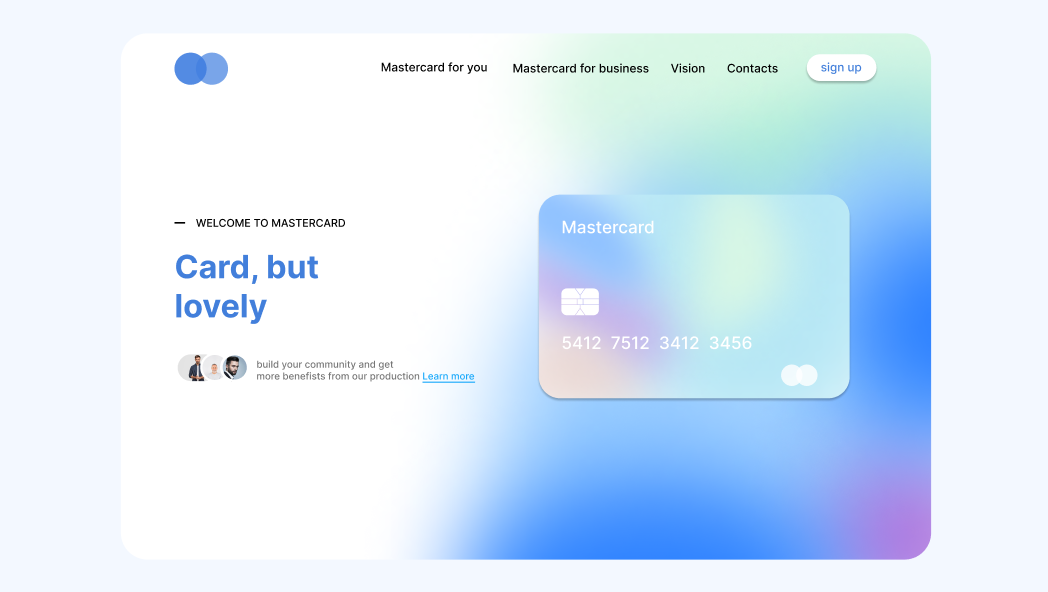 Mastercard for you
Mastercard for business
Vision
Contacts
sign up
WELCOME TO MASTERCARD
Card, but
lovely
build your community and get
more benefists from our production Learn more
Mastercard
5412 7512 3412 3456